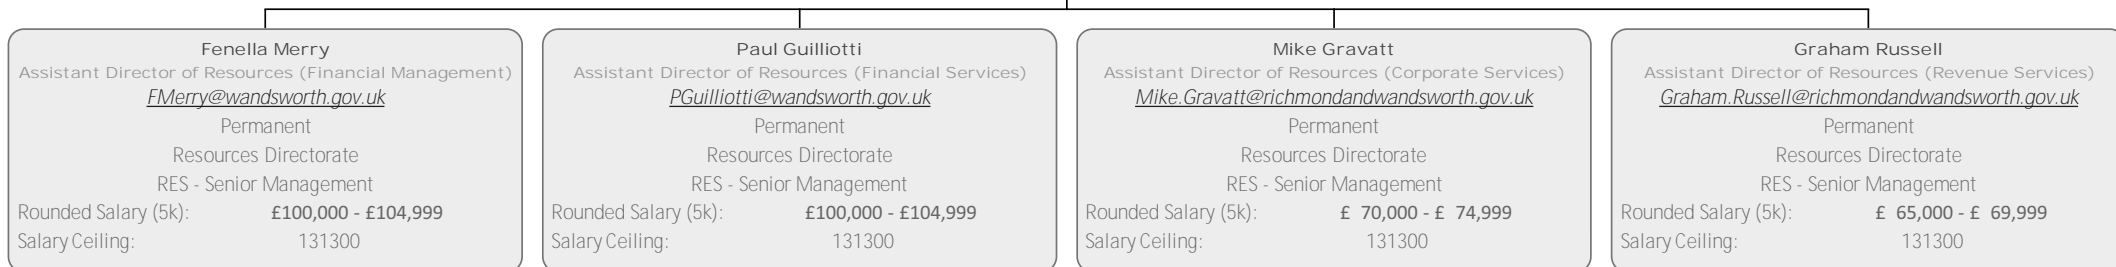 Fenella Merry
Assistant Director of Resources (Financial Management)
FMerry@wandsworth.gov.uk
Permanent
Resources Directorate
RES - Senior Management
Rounded Salary (5k): £100,000 - £104,999
Salary Ceiling: 131300
Paul Guilliotti
Assistant Director of Resources (Financial Services)
PGuilliotti@wandsworth.gov.uk
Permanent
Resources Directorate
RES - Senior Management
Rounded Salary (5k): £100,000 - £104,999
Salary Ceiling: 131300
Mike Gravatt
Assistant Director of Resources (Corporate Services)
Mike.Gravatt@richmondandwandsworth.gov.uk
Permanent
Resources Directorate
RES - Senior Management
Rounded Salary (5k): £ 70,000 - £ 74,999
Salary Ceiling: 131300
Graham Russell
Assistant Director of Resources (Revenue Services)
Graham.Russell@richmondandwandsworth.gov.uk
Permanent
Resources Directorate
RES - Senior Management
Rounded Salary (5k): £ 65,000 - £ 69,999
Salary Ceiling: 131300